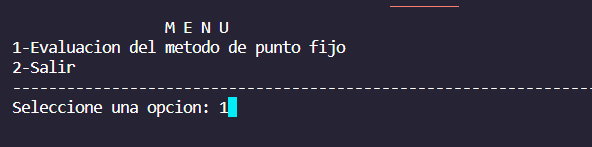 M E N U
1-Evaluacion del metodo de punto fijo
2-Salir
--------------------------------------------------------------------
Seleccione una opcion: 1